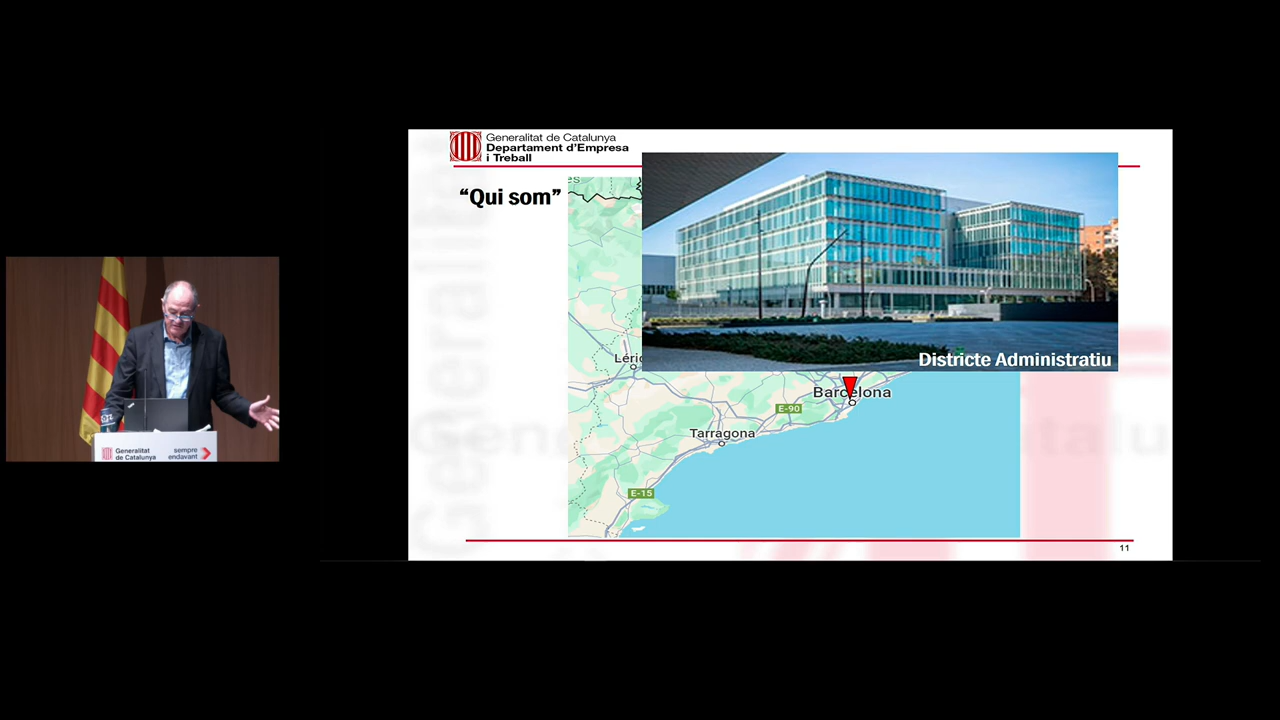 Generalitat de Catalunya
Departament d'Empresa
i Treball
“Qui som”
Districte Administratiu
Barcelona
E-90
Tarragona
E-15
11
Generalitat
de Catalunya
sempre
endavant